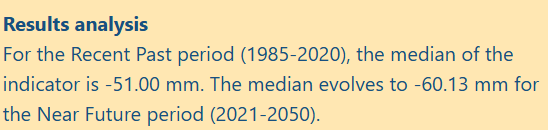 Results analysis
For the Recent Past period (1985-2020), the median of the
indicator is -51.00 mm. The median evolves to -60.13 mm for
the Near Future period (2021-2050).